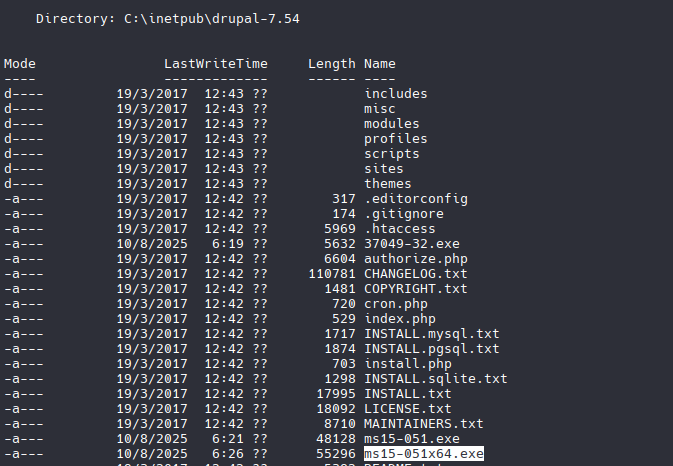 Directory: C:\inetpub\drupal-7.54
Mode LastWriteTime Length Name
---- ------------- ------ ----
d---- 19/3/2017 12:43 ?? includes
d---- 19/3/2017 12:43 ?? misc
d---- 19/3/2017 12:43 ?? modules
d---- 19/3/2017 12:43 ?? profiles
d---- 19/3/2017 12:43 ?? scripts
d---- 19/3/2017 12:43 ?? sites
d---- 19/3/2017 12:43 ?? themes
-a--- 19/3/2017 12:42 ?? 317 .editorconfig
-a--- 19/3/2017 12:42 ?? 174 .gitignore
-a--- 19/3/2017 12:42 ?? 5969 .htaccess
-a--- 10/8/2025 6:19 ?? 5632 37049-32.exe
-a--- 19/3/2017 12:42 ?? 6604 authorize.php
-a--- 19/3/2017 12:42 ?? 110781 CHANGELOG.txt
-a--- 19/3/2017 12:42 ?? 1481 COPYRIGHT.txt
-a--- 19/3/2017 12:42 ?? 720 cron.php
-a--- 19/3/2017 12:42 ?? 529 index.php
-a--- 19/3/2017 12:42 ?? 1717 INSTALL.mysql.txt
-a--- 19/3/2017 12:42 ?? 1874 INSTALL.pgsql.txt
-a--- 19/3/2017 12:42 ?? 703 install.php
-a--- 19/3/2017 12:42 ?? 1298 INSTALL.sqlite.txt
-a--- 19/3/2017 12:42 ?? 17995 INSTALL.txt
-a--- 19/3/2017 12:42 ?? 18092 LICENSE.txt
-a--- 19/3/2017 12:42 ?? 8710 MAINTAINERS.txt
-a--- 10/8/2025 6:21 ?? 48128 ms15-051.exe
-a--- 10/8/2025 6:26 ?? 55296 ms15-051x64.exe